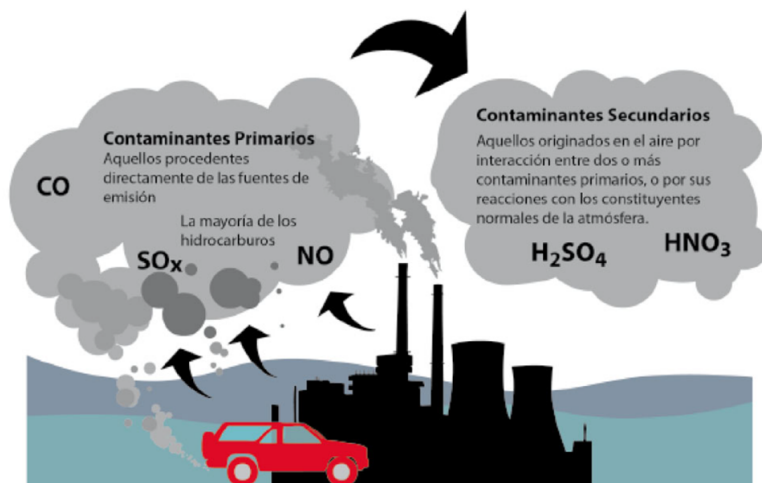 Contaminantes Primarios
Aquellos procedentes
directamente de las fuentes de
emisión
CO
La mayoría de los
hidrocarburos
SOx
NO
Contaminantes Secundarios
Aquellos originados en el aire por
interacción entre dos o más
contaminantes primarios, o por sus
reacciones con los constituyentes
normales de la atmósfera.
H₂SO₄
HNO₃